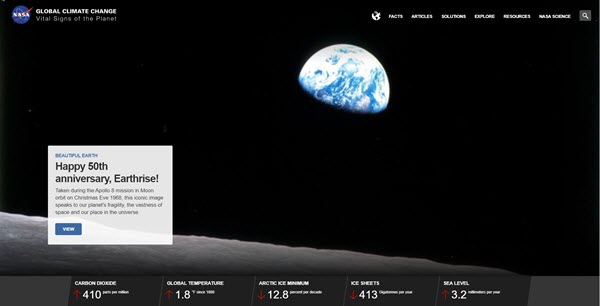 NASA
GLOBAL CLIMATE CHANGE
Vital Signs of the Planet
FACTS ARTICLES SOLUTIONS EXPLORE RESOURCES NASA SCIENCE
BEAUTIFUL EARTH
Happy 50th
anniversary, Earthrise!
Taken during the Apollo 8 mission in Moon
orbit on Christmas Eve 1968, this iconic image
speaks to our planet's fragility, the vastness of
space and our place in the universe.
VIEW
CARBON DIOXIDE
↑ 410 parts per million
GLOBAL TEMPERATURE
↑ 1.8 °F since 1880
ARCTIC ICE MINIMUM
↓ 12.8 percent per decade
ICE SHEETS
↓ 413 Gigatonnes per year
SEA LEVEL
↑ 3.2 millimeters per year